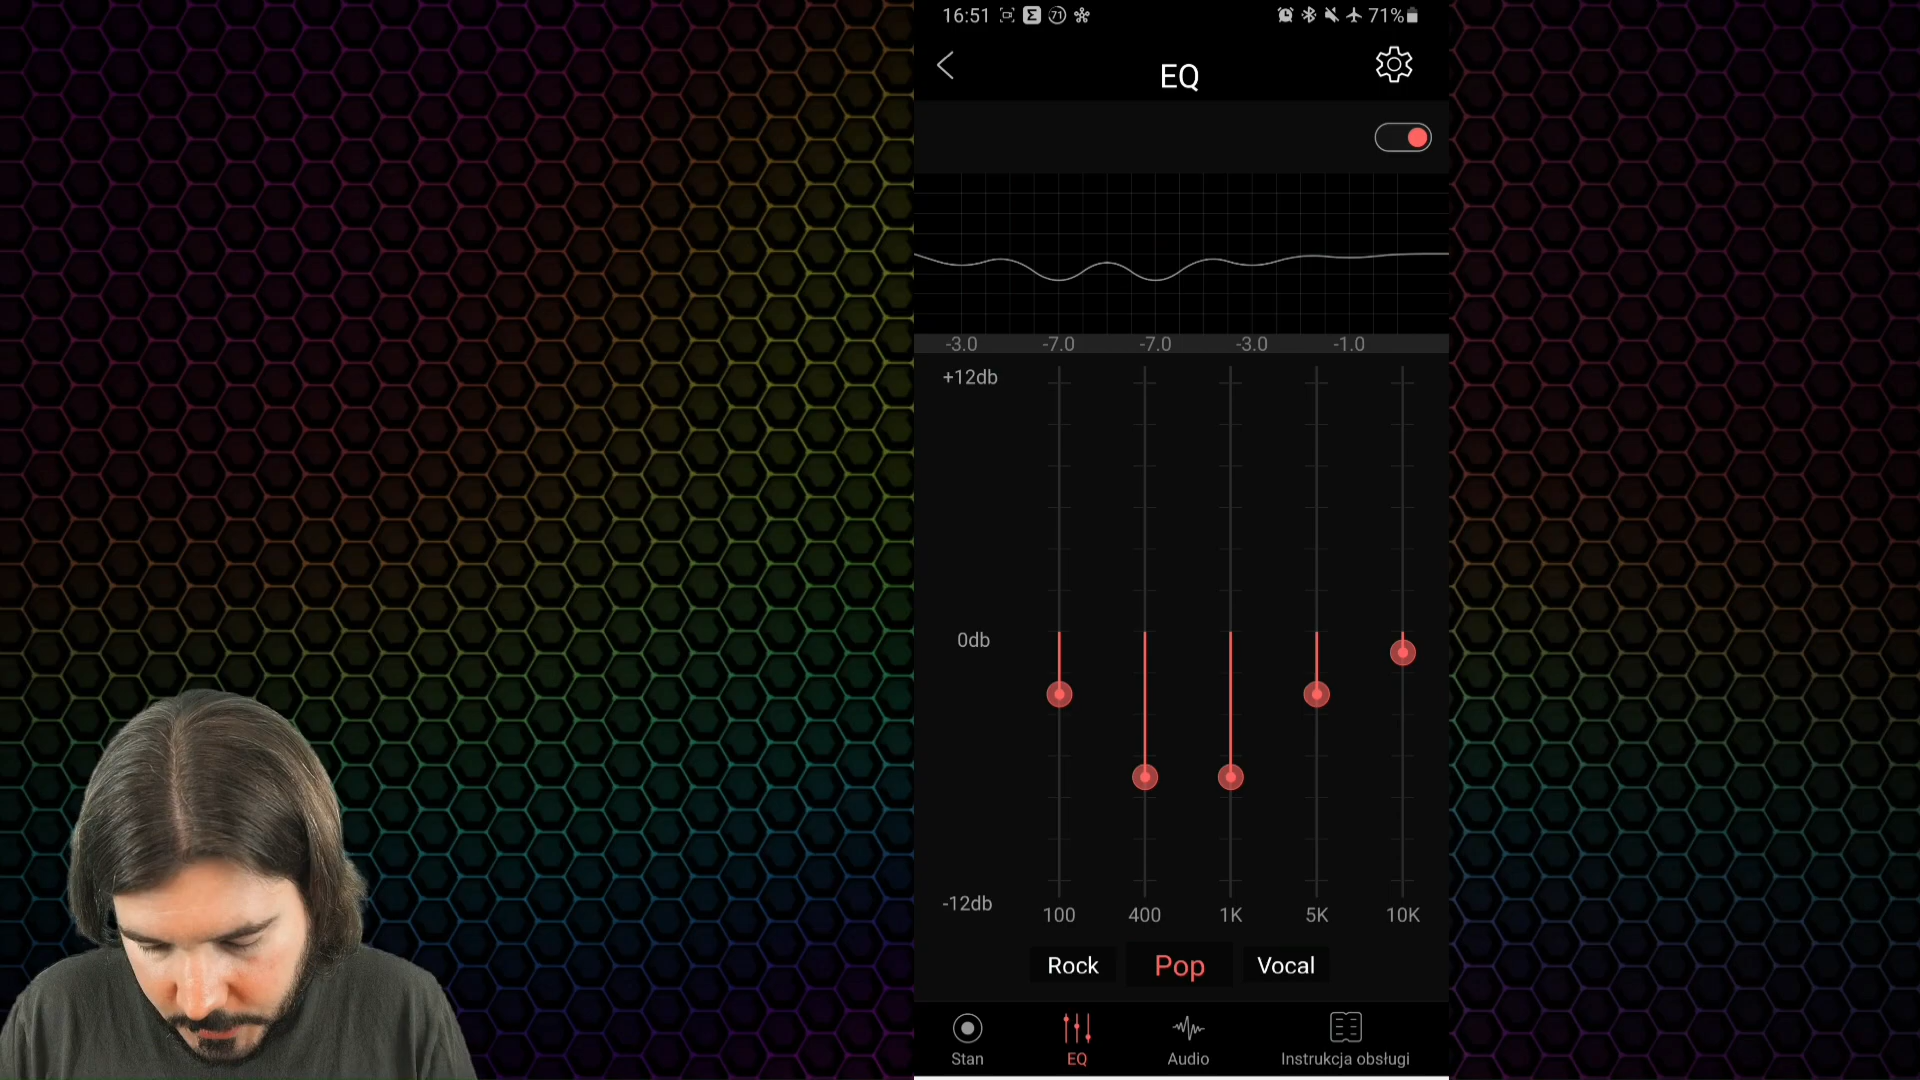 16:51 71 71%
EQ
-3.0 -7.0 -7.0 -3.0 -1.0
+12db
0db
-12db
100 400 1K 5K 10K
Rock Pop Vocal
Stan EQ Audio Instrukcja obsługi